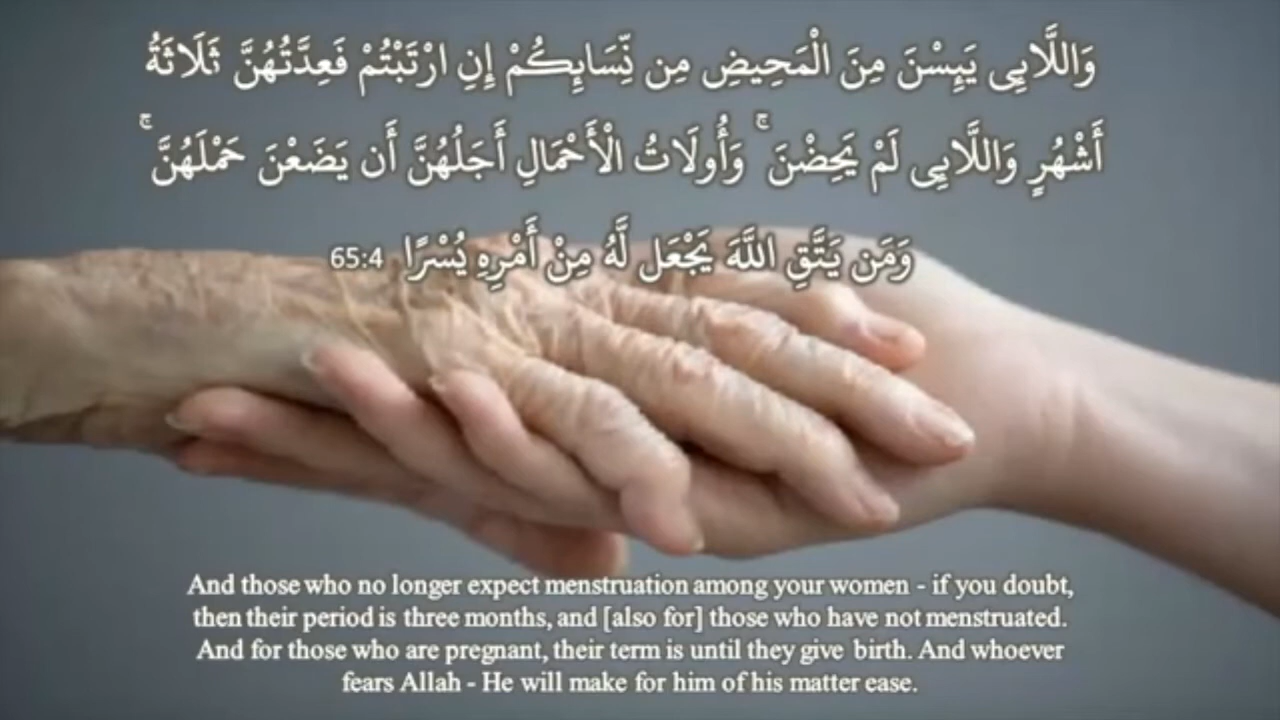 وَاللَّايِي يَيِسْنَ مِنَ الْمَحِيضِ مِن نِّسَايِكُمْ إِنِ ارْتَبْتُمْ فَعِدَّتُهُنَّ ثَلَاثَةُ
أَشْهُرٍ وَاللَّايِي لَمْ يَحِضْنَ ۚ وَأُولَاتُ الْأَحْمَالِ أَجَلُهُنَّ أَن يَضَعْنَ حَمْلَهُنَّ ۚ
وَمَن يَتَّقِ اللَّهَ يَجْعَل لَّهُ مِنْ أَمْرِهِ يُسْرًا 65:4
And those who no longer expect menstruation among your women - if you doubt,
then their period is three months, and [also for] those who have not menstruated.
And for those who are pregnant, their term is until they give birth. And whoever
fears Allah - He will make for him of his matter ease.